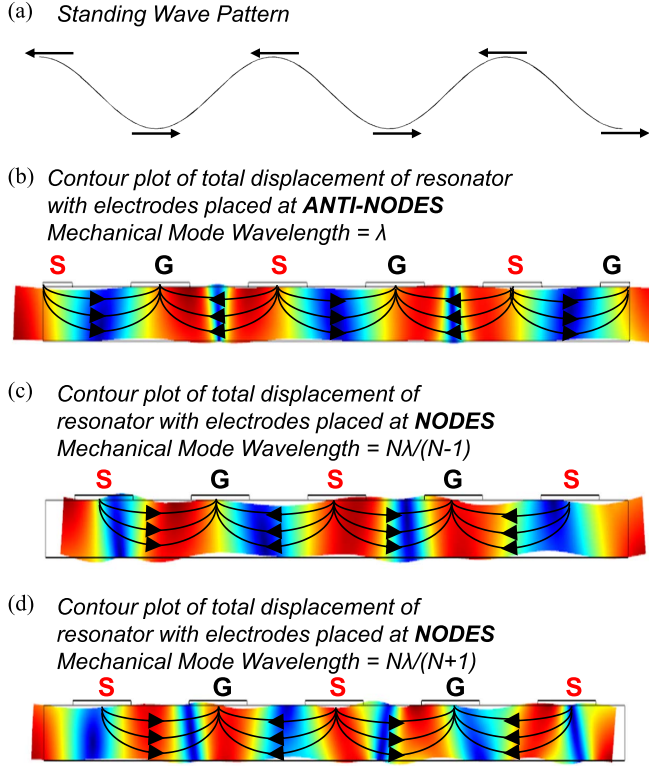 (a) Standing Wave Pattern
(b) Contour plot of total displacement of resonator
with electrodes placed at ANTI-NODES
Mechanical Mode Wavelength = λ
S G S G S G
(c) Contour plot of total displacement of
resonator with electrodes placed at NODES
Mechanical Mode Wavelength = Nλ/(N-1)
S G S G S
(d) Contour plot of total displacement of
resonator with electrodes placed at NODES
Mechanical Mode Wavelength = Nλ/(N+1)
S G S G S